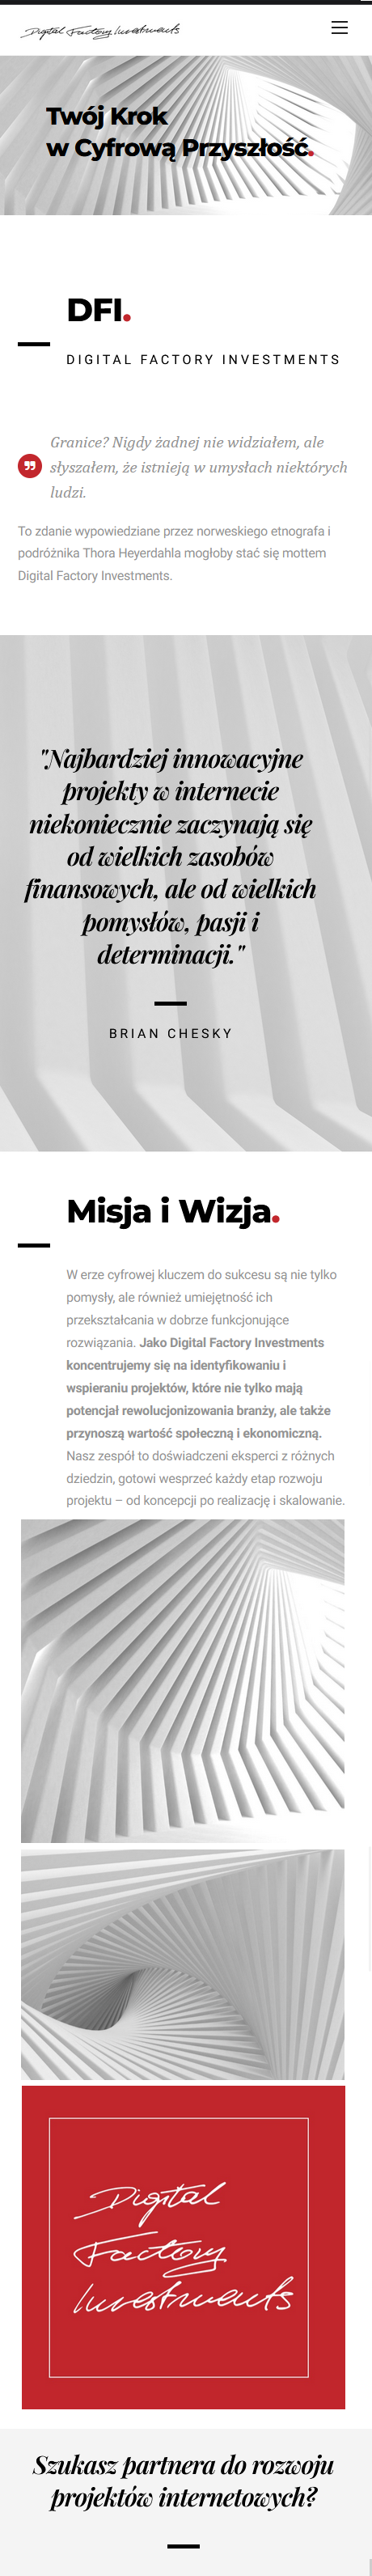 Digital Factory Investments
Twój Krok
w Cyfrową Przyszłość.
DFI.
DIGITAL FACTORY INVESTMENTS
Granice? Nigdy żadnej nie widziałem, ale
słyszałem, że istnieją w umysłach niektórych
ludzi.
To zdanie wypowiedziane przez norweskiego etnografa i
podróżnika Thora Heyerdahla mogłoby stać się mottem
Digital Factory Investments.
"Najbardziej innowacyjne
projekty w internecie
niekoniecznie zaczynają się
od wielkich zasobów
finansowych, ale od wielkich
pomysłów, pasji i
determinacji."
BRIAN CHESKY
Misja i Wizja.
W erze cyfrowej kluczem do sukcesu są nie tylko
pomysły, ale również umiejętność ich
przekształcania w dobrze funkcjonujące
rozwiązania. Jako Digital Factory Investments
koncentrujemy się na identyfikowaniu i
wspieraniu projektów, które nie tylko mają
potencjał rewolucjonizowania branży, ale także
przynoszą wartość społeczną i ekonomiczną.
Nasz zespół to doświadczeni eksperci z różnych
dziedzin, gotowi wesprzeć każdy etap rozwoju
projektu – od koncepcji po realizację i skalowanie.
Digital
Factory
Investments
Szukasz partnera do rozwoju
projektów internetowych?